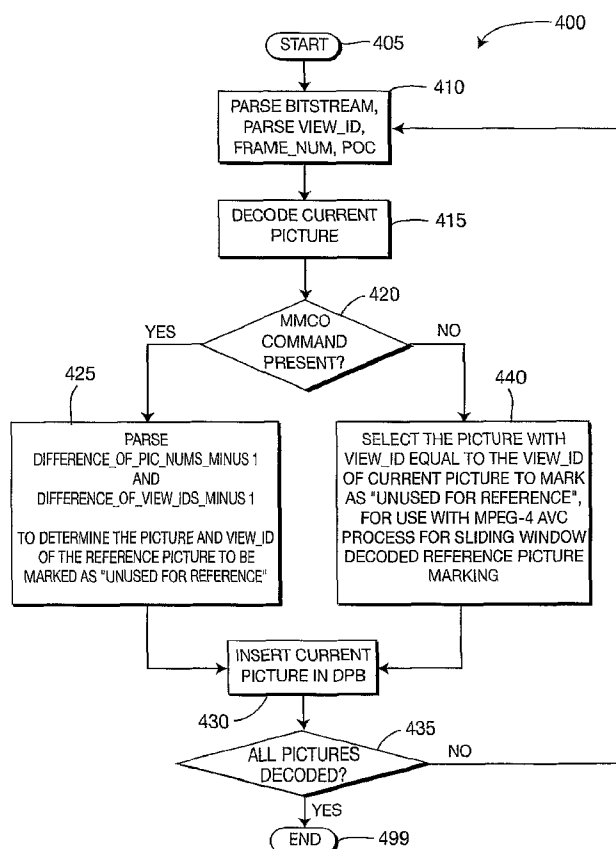 400
START
405
410
PARSE BITSTREAM,
PARSE VIEW_ID,
FRAME_NUM, POC
DECODE CURRENT
PICTURE
415
420
MMCO
COMMAND
PRESENT?
YES
NO
425
PARSE
DIFFERENCE_OF_PIC_NUMS_MINUS 1
AND
DIFFERENCE_OF_VIEW_IDS_MINUS 1
TO DETERMINE THE PICTURE AND VIEW_ID
OF THE REFERENCE PICTURE TO BE
MARKED AS "UNUSED FOR REFERENCE"
440
SELECT THE PICTURE WITH
VIEW_ID EQUAL TO THE VIEW_ID
OF CURRENT PICTURE TO MARK
AS "UNUSED FOR REFERENCE",
FOR USE WITH MPEG-4 AVC
PROCESS FOR SLIDING WINDOW
DECODED REFERENCE PICTURE
MARKING
INSERT CURRENT
PICTURE IN DPB
430
435
ALL PICTURES
DECODED?
NO
YES
END
499